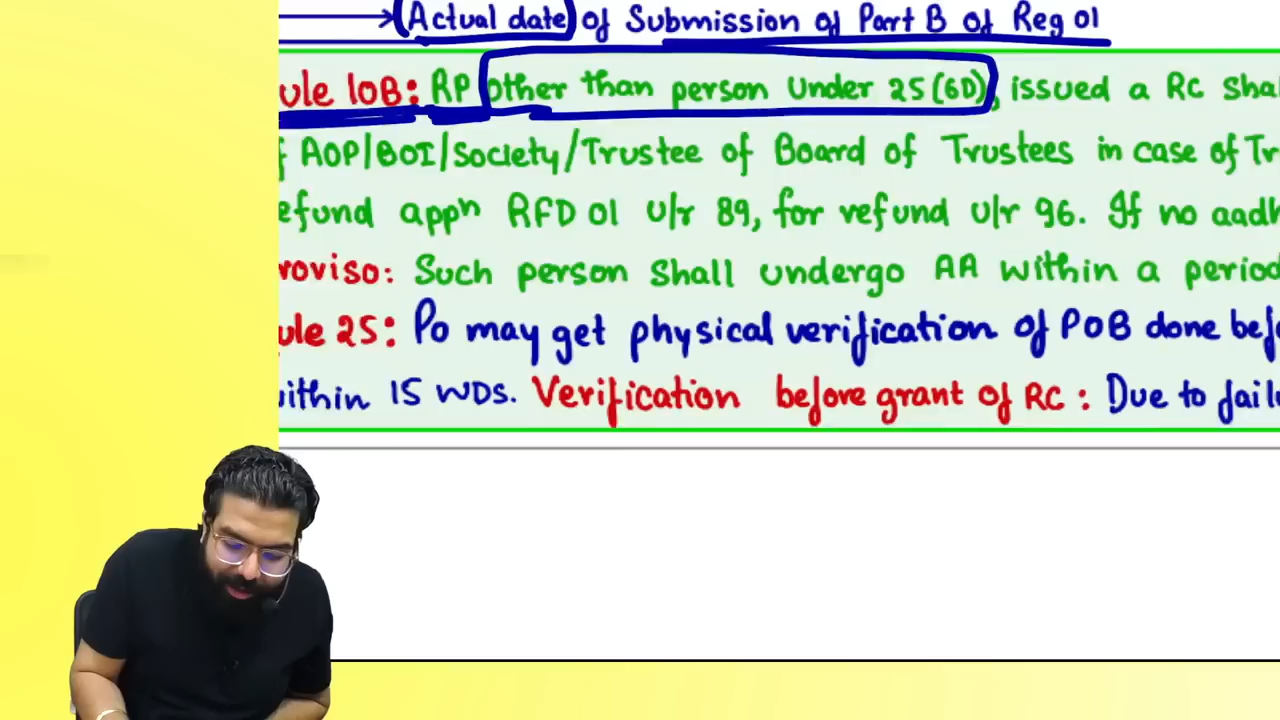 Actual date of Submission of Part B of Reg 01
ule 10B: RP other than person Under 25(6D), issued a RC Sha
f AOP/BOI/Society/Trustee of Board of Trustees in case of Tr
efund appn RFD 01 U/r 89, for refund U/r 96. If no aadh
roviso: Such person Shall undergo AA within a period
ule 25: Po may get physical verification of POB done bef
within 15 WDs. Verification before grant of RC : Due to fail